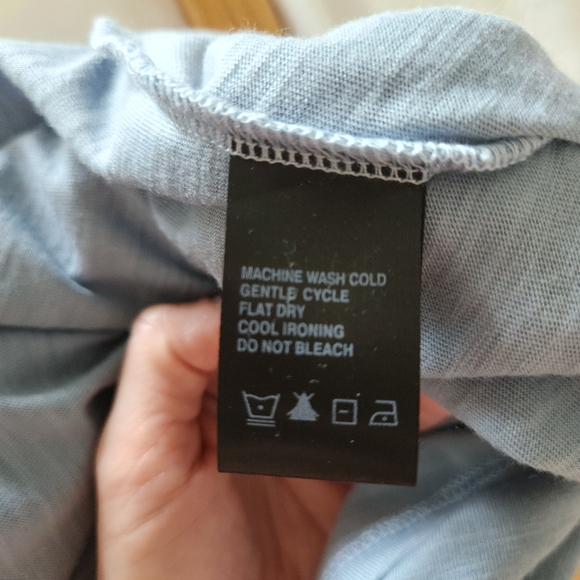 MACHINE WASH COLD
GENTLE CYCLE
FLAT DRY
COOL IRONING
DO NOT BLEACH